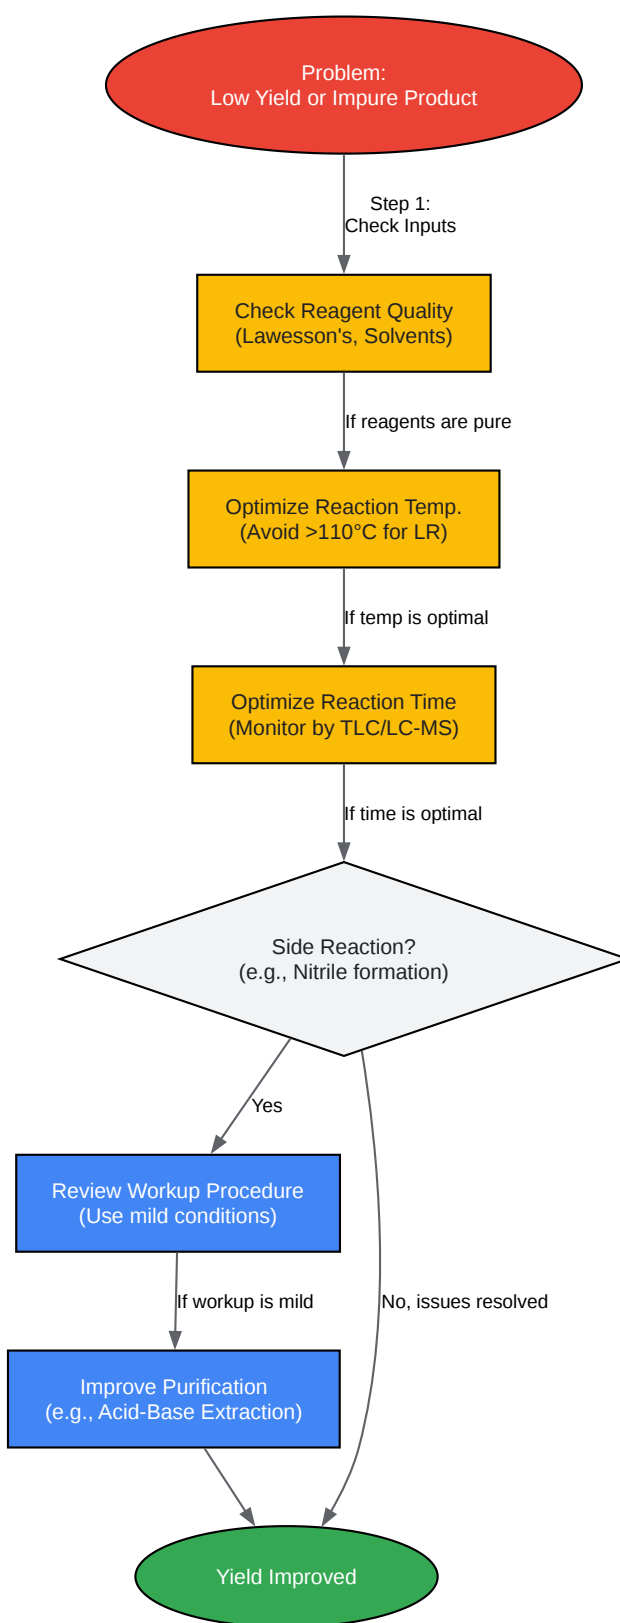 Problem:
Low Yield or Impure Product
Step 1:
Check Inputs
Check Reagent Quality
(Lawesson's, Solvents)
If reagents are pure
Optimize Reaction Temp.
(Avoid >110°C for LR)
If temp is optimal
Optimize Reaction Time
(Monitor by TLC/LC-MS)
If time is optimal
Side Reaction?
(e.g., Nitrile formation)
Yes
Review Workup Procedure
(Use mild conditions)
If workup is mild
No, issues resolved
Improve Purification
(e.g., Acid-Base Extraction)
Yield Improved